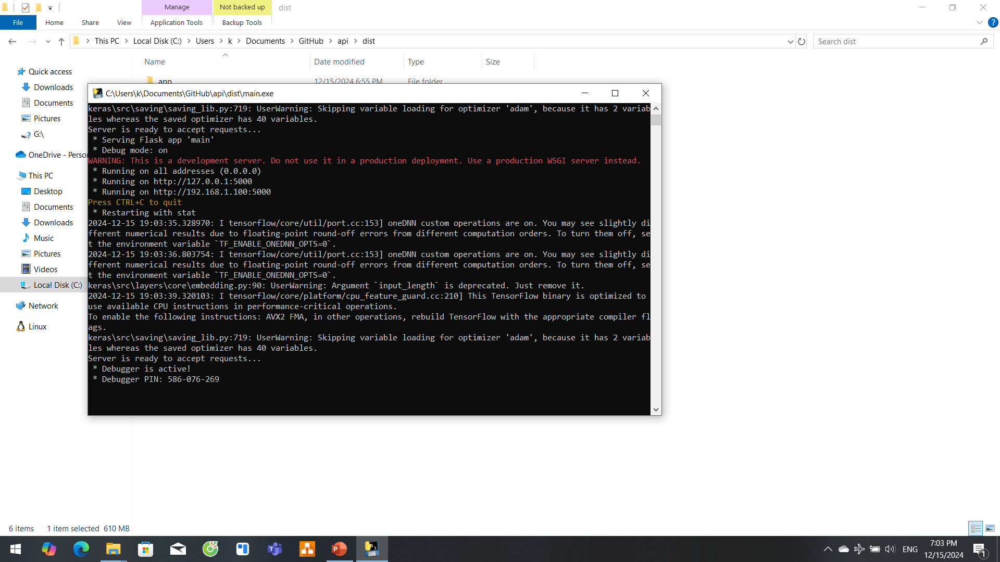 Manage
Not backed up
dist
File
Home
Share
View
Application Tools
Backup Tools
This PC
Local Disk (C:)
Users
k
Documents
GitHub
api
dist
Search dist
Name
Date modified
Type
Size
app
12/15/2024 6:55 PM
File folder
Quick access
Downloads
Documents
Pictures
G:\
OneDrive - Perso
This PC
Desktop
Documents
Downloads
Music
Pictures
Videos
Local Disk (C:)
Network
Linux
C:\Users\k\Documents\GitHub\api\dist\main.exe
keras\src\saving\saving_lib.py:719: UserWarning: Skipping variable loading for optimizer 'adam', because it has 2 variab
les whereas the saved optimizer has 40 variables.
Server is ready to accept requests...
* Serving Flask app 'main'
* Debug mode: on
WARNING: This is a development server. Do not use it in a production deployment. Use a production WSGI server instead.
* Running on all addresses (0.0.0.0)
* Running on http://127.0.0.1:5000
* Running on http://192.168.1.100:5000
Press CTRL+C to quit
* Restarting with stat
2024-12-15 19:03:35.328970: I tensorflow/core/util/port.cc:153] oneDNN custom operations are on. You may see slightly di
fferent numerical results due to floating-point round-off errors from different computation orders. To turn them off, se
t the environment variable `TF_ENABLE_ONEDNN_OPTS=0`.
2024-12-15 19:03:36.803754: I tensorflow/core/util/port.cc:153] oneDNN custom operations are on. You may see slightly di
fferent numerical results due to floating-point round-off errors from different computation orders. To turn them off, se
t the environment variable `TF_ENABLE_ONEDNN_OPTS=0`.
keras\src\layers\core\embedding.py:90: UserWarning: Argument `input_length` is deprecated. Just remove it.
2024-12-15 19:03:39.320103: I tensorflow/core/platform/cpu_feature_guard.cc:210] This TensorFlow binary is optimized to
use available CPU instructions in performance-critical operations.
To enable the following instructions: AVX2 FMA, in other operations, rebuild TensorFlow with the appropriate compiler fl
ags.
keras\src\saving\saving_lib.py:719: UserWarning: Skipping variable loading for optimizer 'adam', because it has 2 variab
les whereas the saved optimizer has 40 variables.
Server is ready to accept requests...
* Debugger is active!
* Debugger PIN: 586-076-269
6 items
1 item selected 610 MB
ENG
7:03 PM
12/15/2024
1